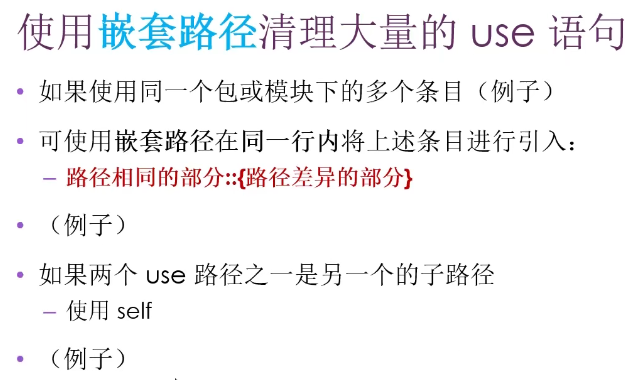 使用嵌套路径清理大量的 use 语句
• 如果使用同一个包或模块下的多个条目（例子）
• 可使用嵌套路径在同一行内将上述条目进行引入：
– 路径相同的部分::{路径差异的部分}
• （例子）
• 如果两个 use 路径之一是另一个的子路径
– 使用 self
• （例子）